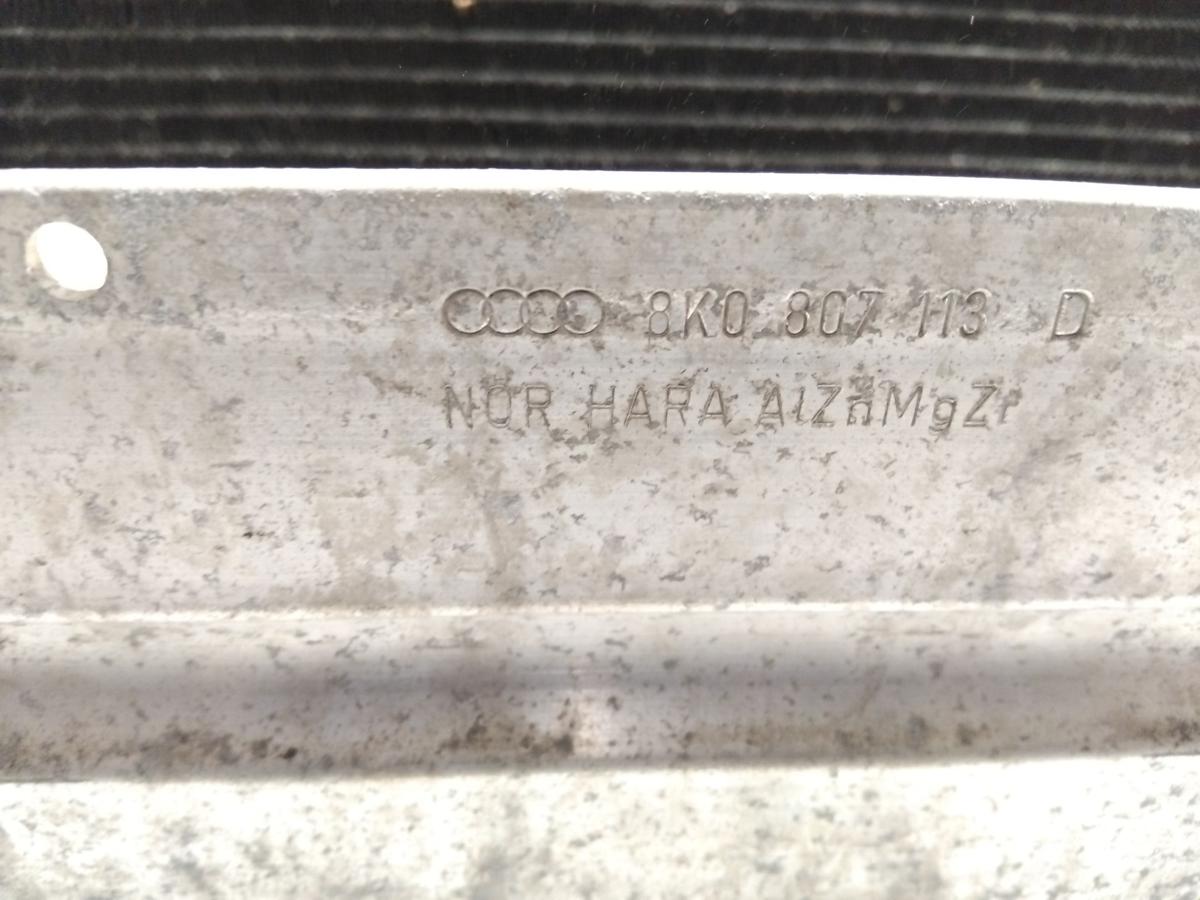 8K0 807 113 D
NOR HARA AlZnMgZr